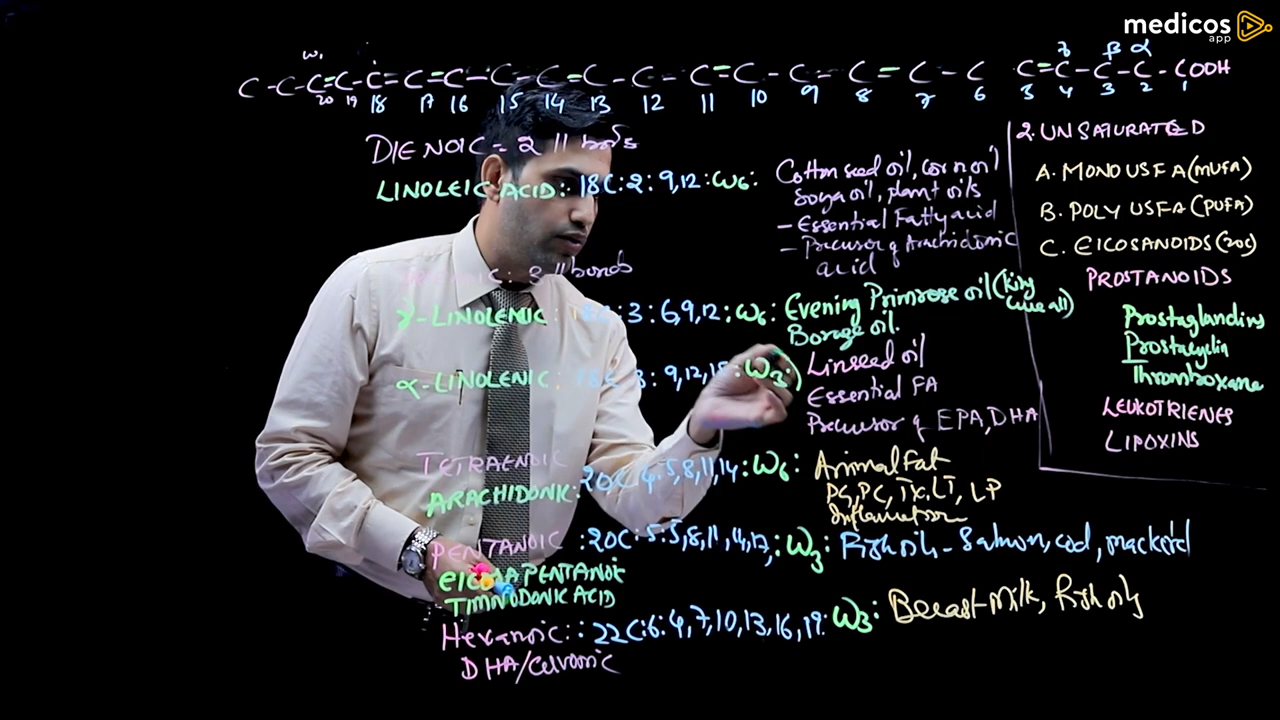 medicos
app
ω1 γ β α
C - C - C = C - C = C - C = C - C - C = C - C - C = C - C - C = C - C C = C - C - C - COOH
20 19 18 17 16 15 14 13 12 11 10 9 8 7 6 5 4 3 2 1
DIENOIC - 2 // bonds
LINOLEIC ACID: 18C: 2: 9,12: ω6:
Cotton seed oil, corn oil
Soya oil, plant oils
- Essential Fatty acid
- Precursor of Arachidonic
acid
: 3 // bonds
γ-LINOLENIC : 3 : 6,9,12 : ω6:
Evening Primrose oil (King
cure all)
Borage oil.
α-LINOLENIC : 18C 3 : 9,12,15 : ω3:)
Linseed oil
Essential FA
Precursor of EPA, DHA
TETRAENOIC
ARACHIDONIC: 20C 4: 5,8,11,14 : ω6:
Animal Fat
PG, PC, TX, LT, LP
Inflammation
PENTANOIC : 20C: 5: 5,8,11,14,17, : ω3: Fish oils - Salmon, cod, mackerel
EICOSAPENTANOIC
TIMNODONIC ACID
Hexanoic: : 22C: 6: 4,7,10,13,16,19: ω3: Breast Milk, Fish oils
DHA/Cervonic
2. UNSATURATED
A. MONO USFA (MUFA)
B. POLY USFA (PUFA)
C. EICOSANOIDS (20C)
PROSTANOIDS
Prostaglandins
Prostacyclin
Thromboxane
LEUKOTRIENES
LIPOXINS